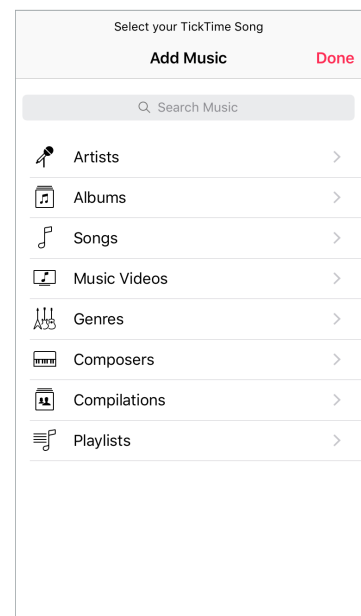 Select your TickTime Song
Add Music Done
Search Music
Artists
Albums
Songs
Music Videos
Genres
Composers
Compilations
Playlists